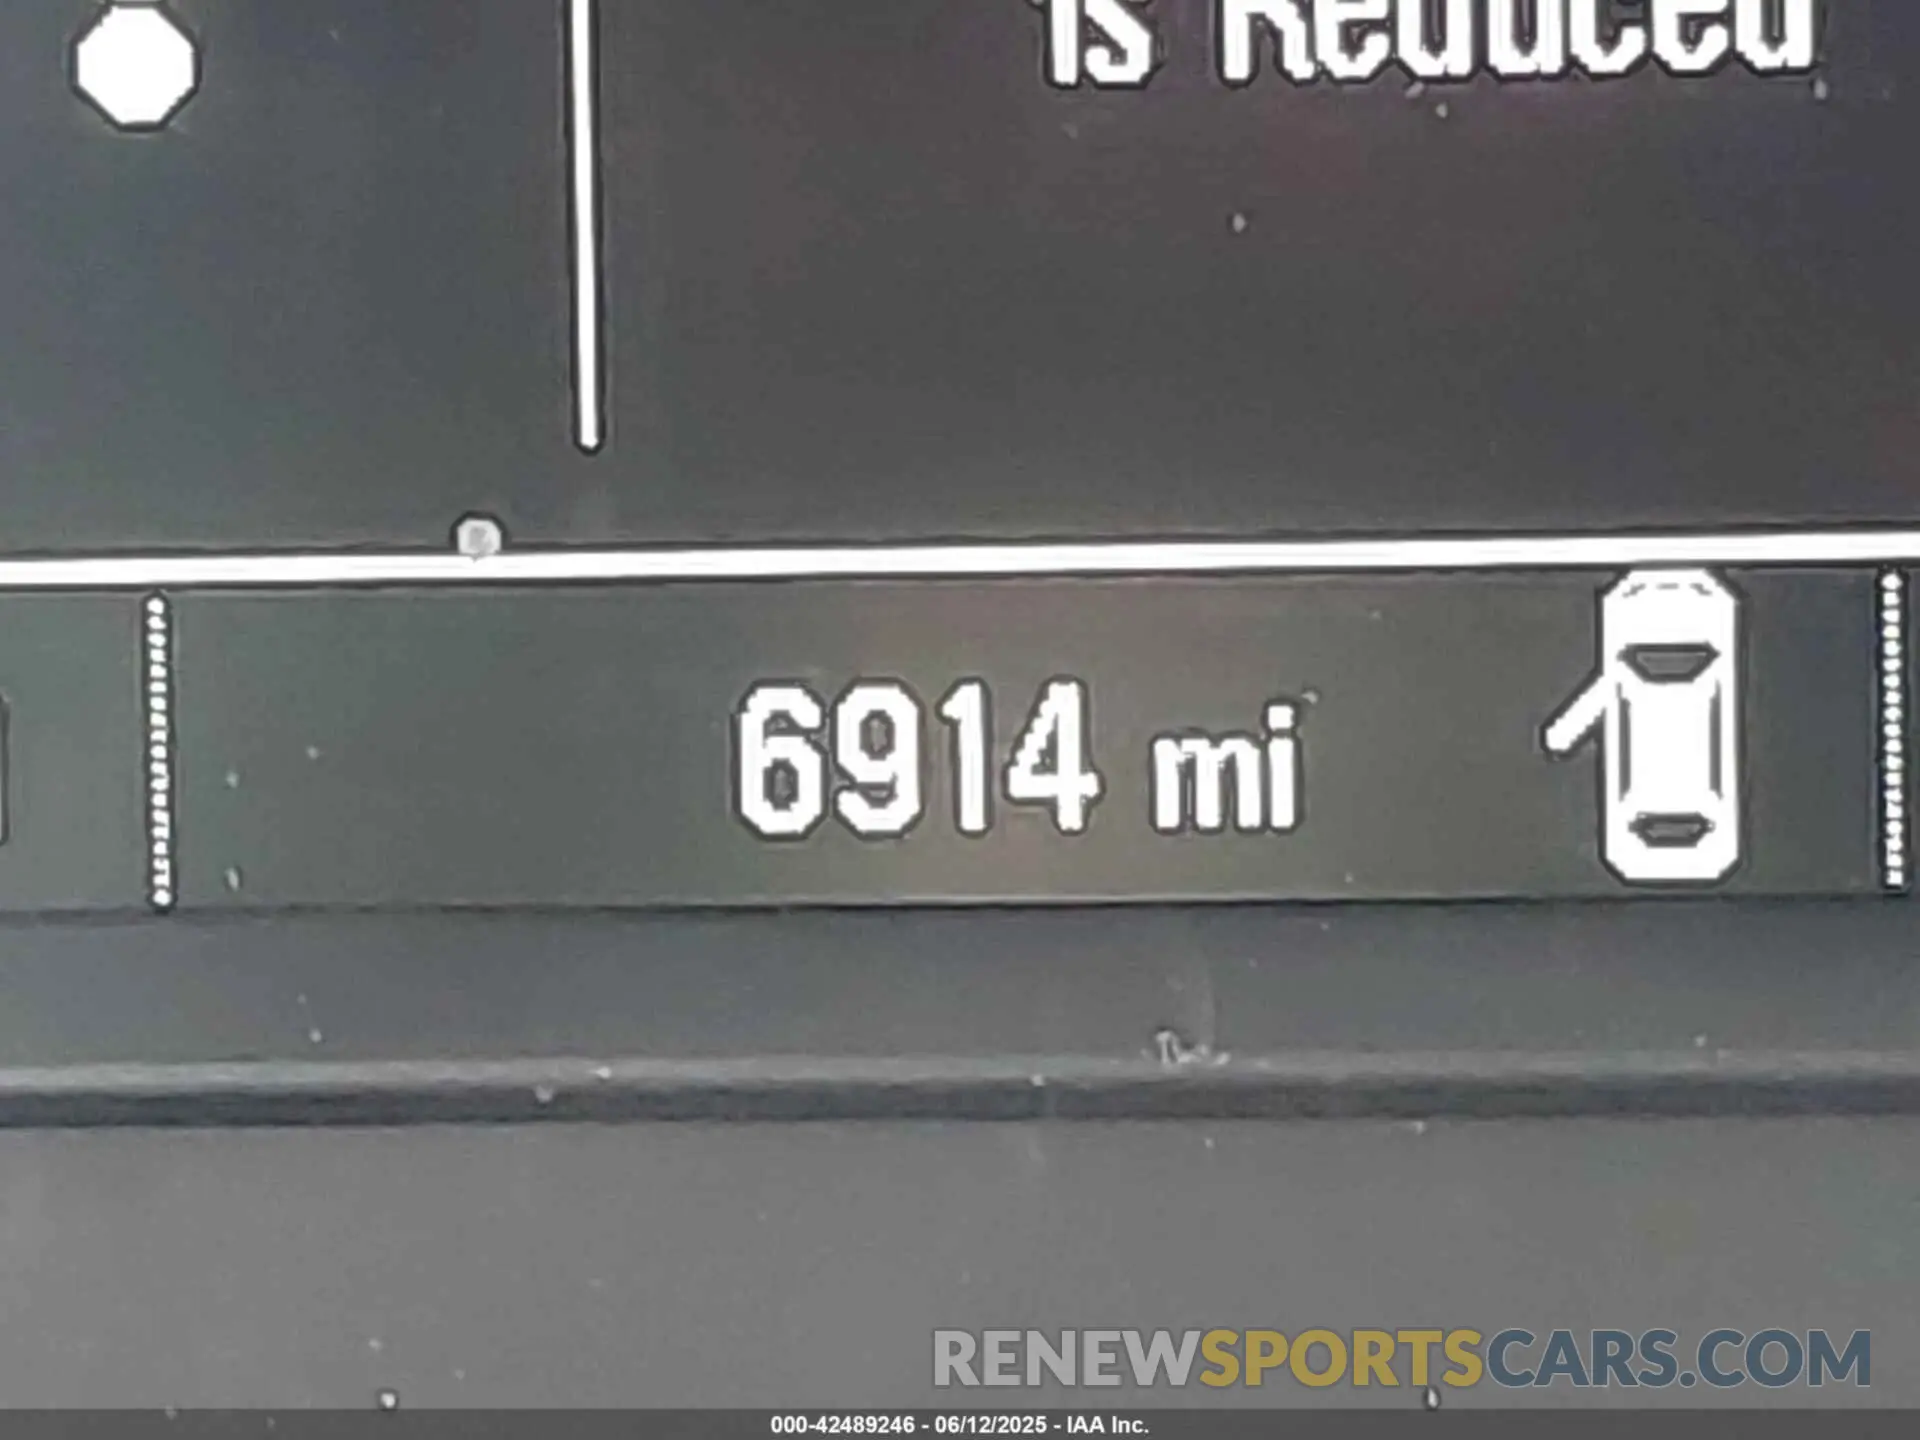 is Reduced
6914 mi
RENEWSPORTSCARS.COM
000-42489246 - 06/12/2025 - IAA Inc.